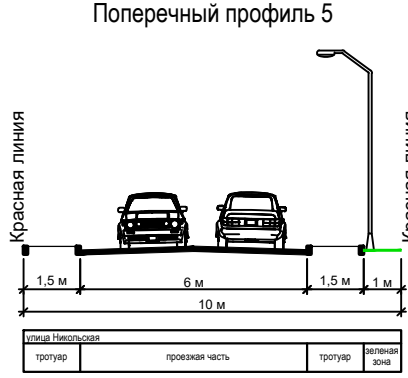 Поперечный профиль 5
Красная линия
Красная линия
1,5 м
6 м
1,5 м
1 м
10 м
улица Никольская
тротуар
проезжая часть
тротуар
зеленая
зона